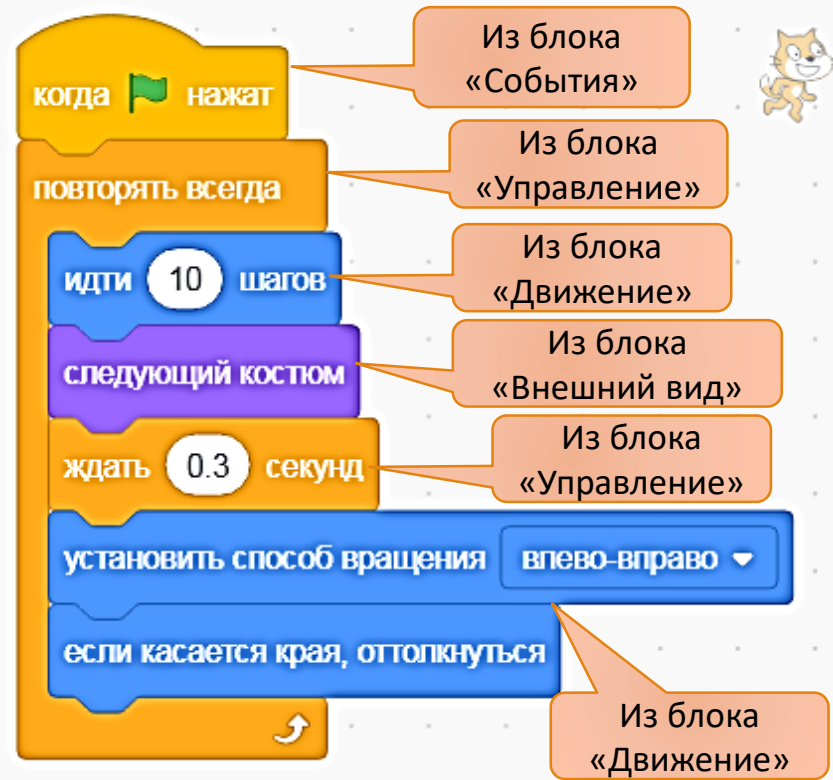 Из блока
«События»
когда нажат
Из блока
«Управление»
повторять всегда
Из блока
«Движение»
идти 10 шагов
Из блока
«Внешний вид»
следующий костюм
Из блока
«Управление»
ждать 0.3 секунд
установить способ вращения влево-вправо
если касается края, оттолкнуться
Из блока
«Движение»